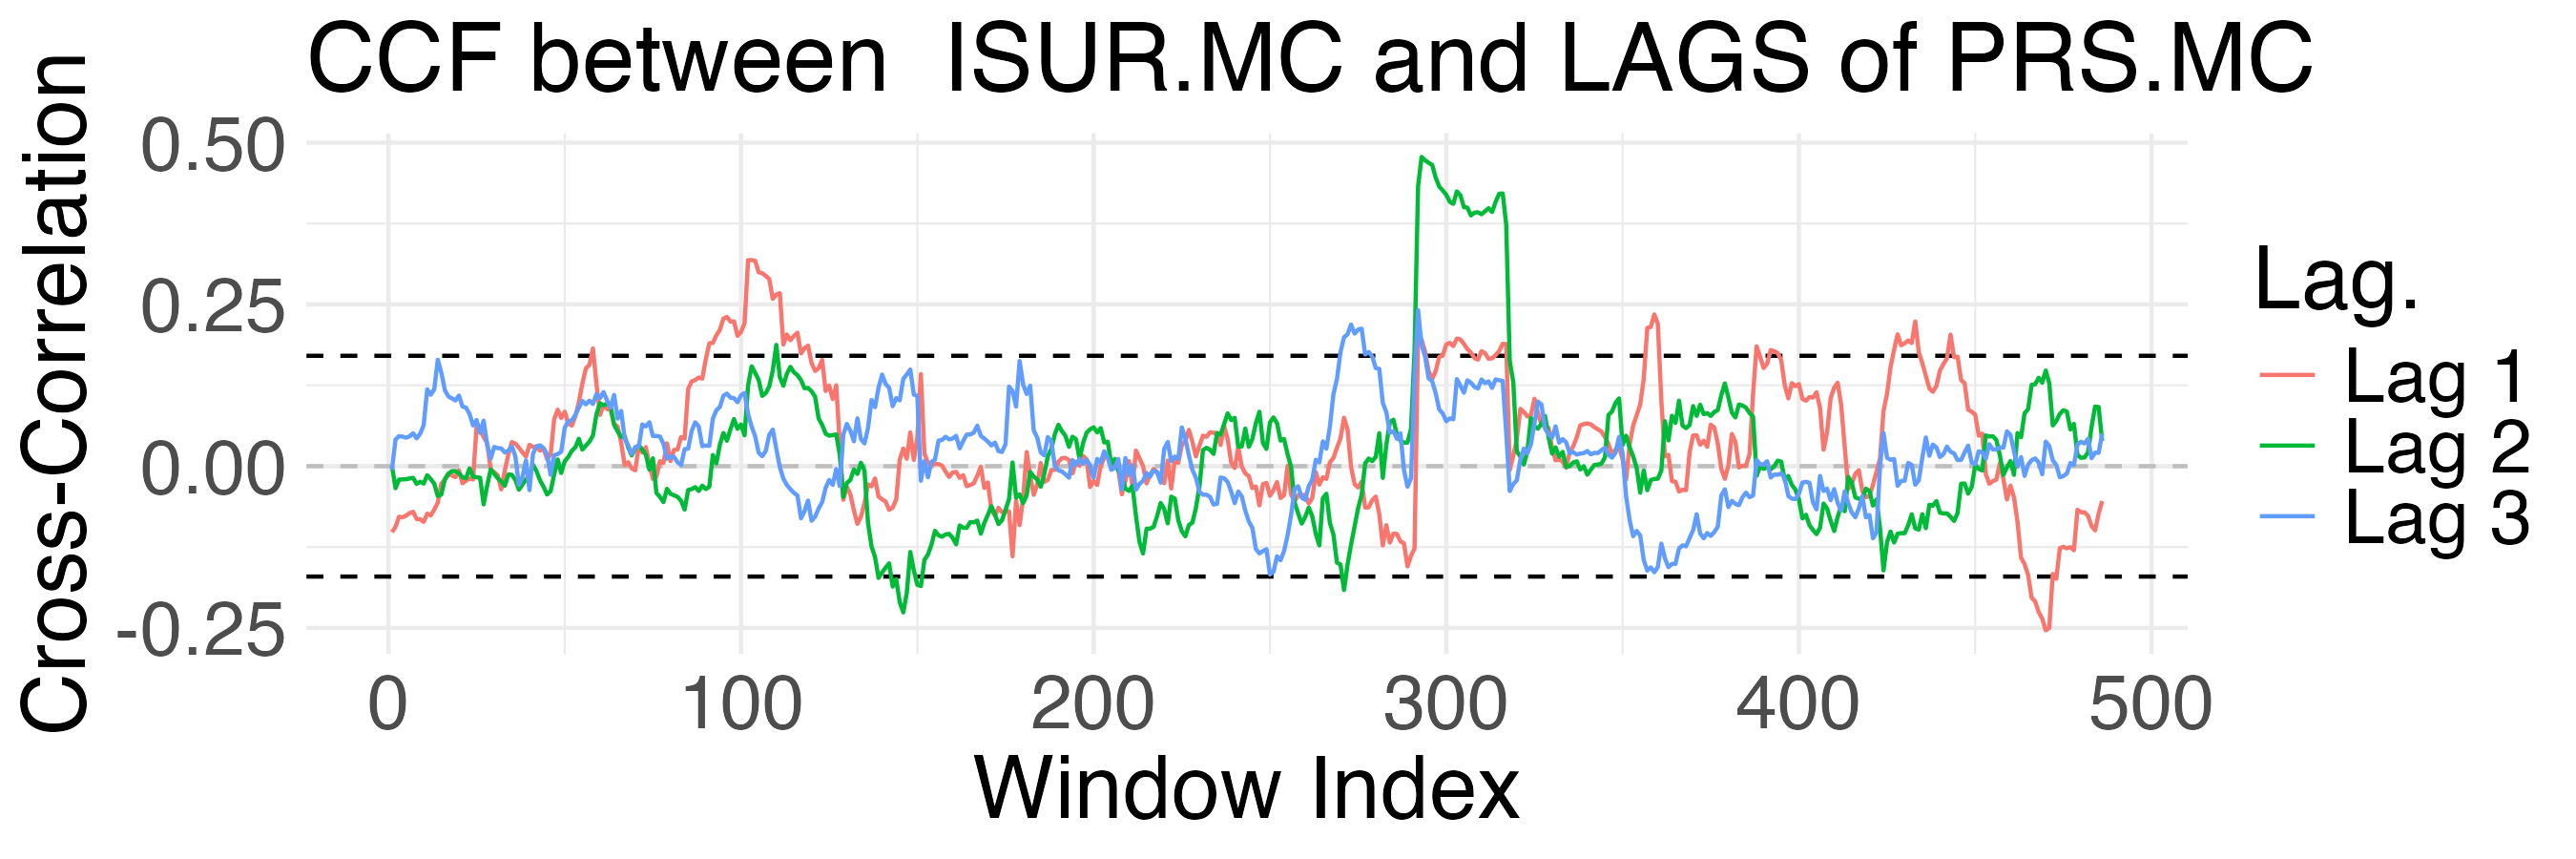 CCF between  ISUR.MC and LAGS of PRS.MC
Cross-Correlation
0.50
0.25
0.00
-0.25
0 100 200 300 400 500
Window Index
Lag.
Lag 1
Lag 2
Lag 3